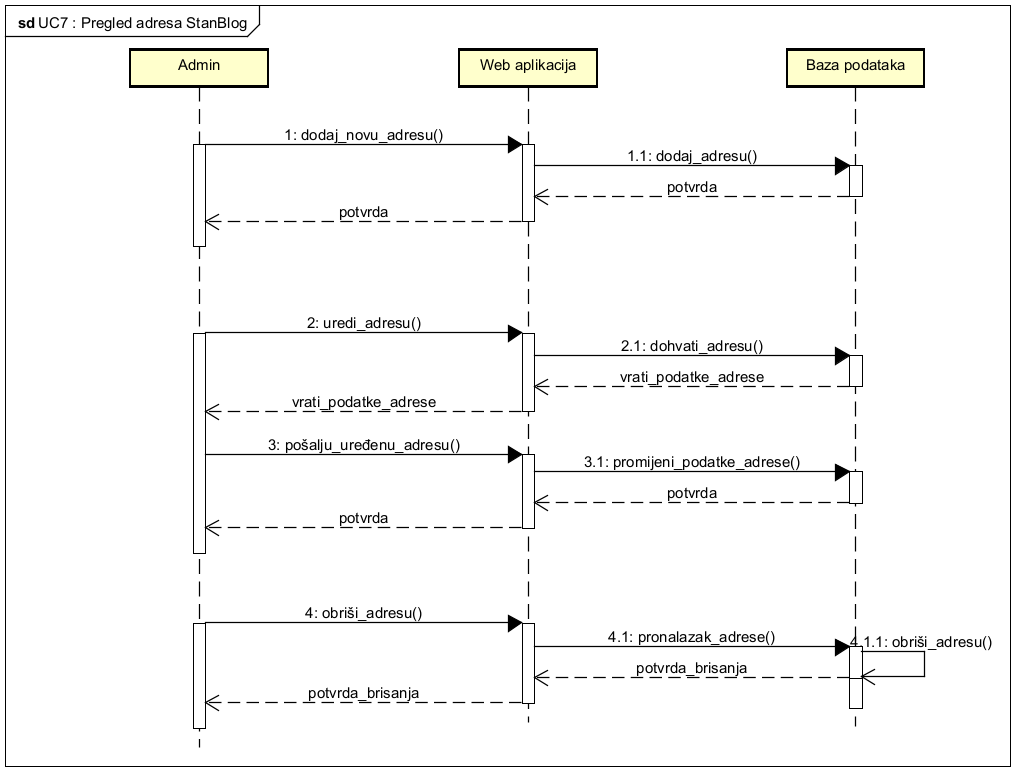 sd UC7 : Pregled adresa StanBlog
Admin
Web aplikacija
Baza podataka
1: dodaj_novu_adresu()
1.1: dodaj_adresu()
potvrda
potvrda
2: uredi_adresu()
2.1: dohvati_adresu()
vrati_podatke_adrese
vrati_podatke_adrese
3: pošalju_uređenu_adresu()
3.1: promijeni_podatke_adrese()
potvrda
potvrda
4: obriši_adresu()
4.1: pronalazak_adrese()
4.1.1: obriši_adresu()
potvrda_brisanja
potvrda_brisanja